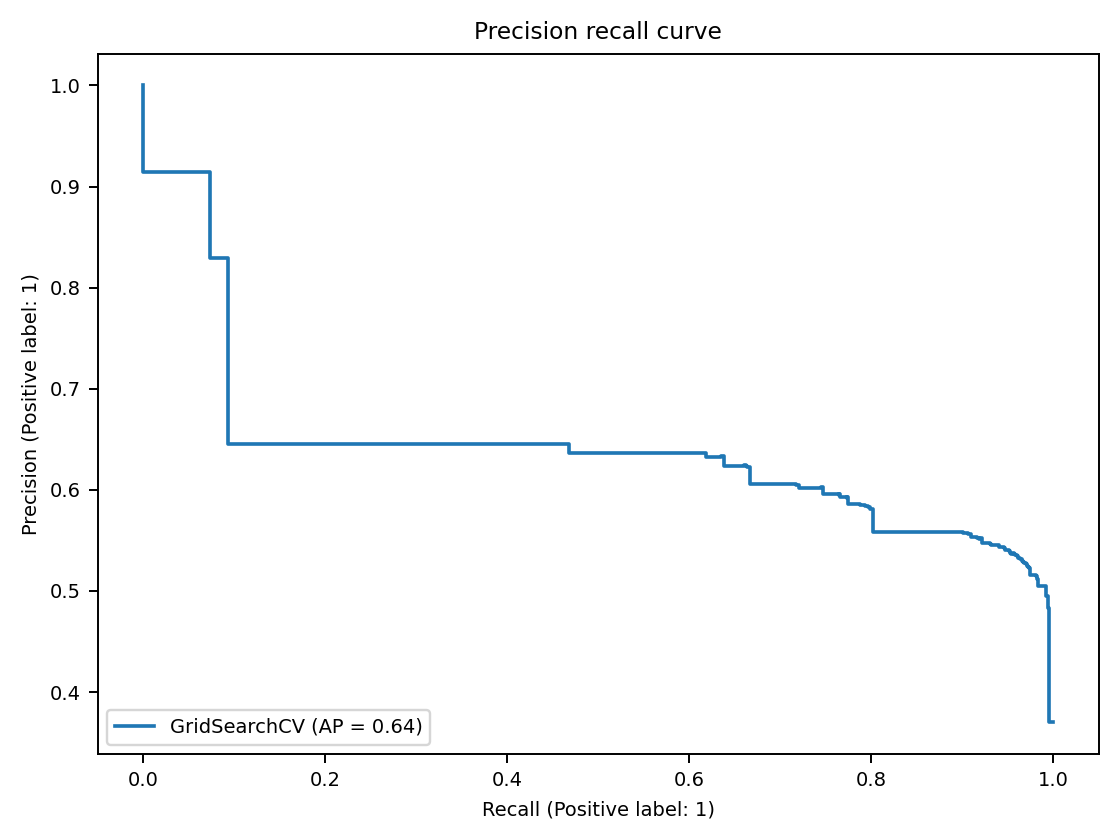 Precision recall curve
1.0
0.9
0.8
0.7
0.6
0.5
0.4
Precision (Positive label: 1)
GridSearchCV (AP = 0.64)
0.0 0.2 0.4 0.6 0.8 1.0
Recall (Positive label: 1)